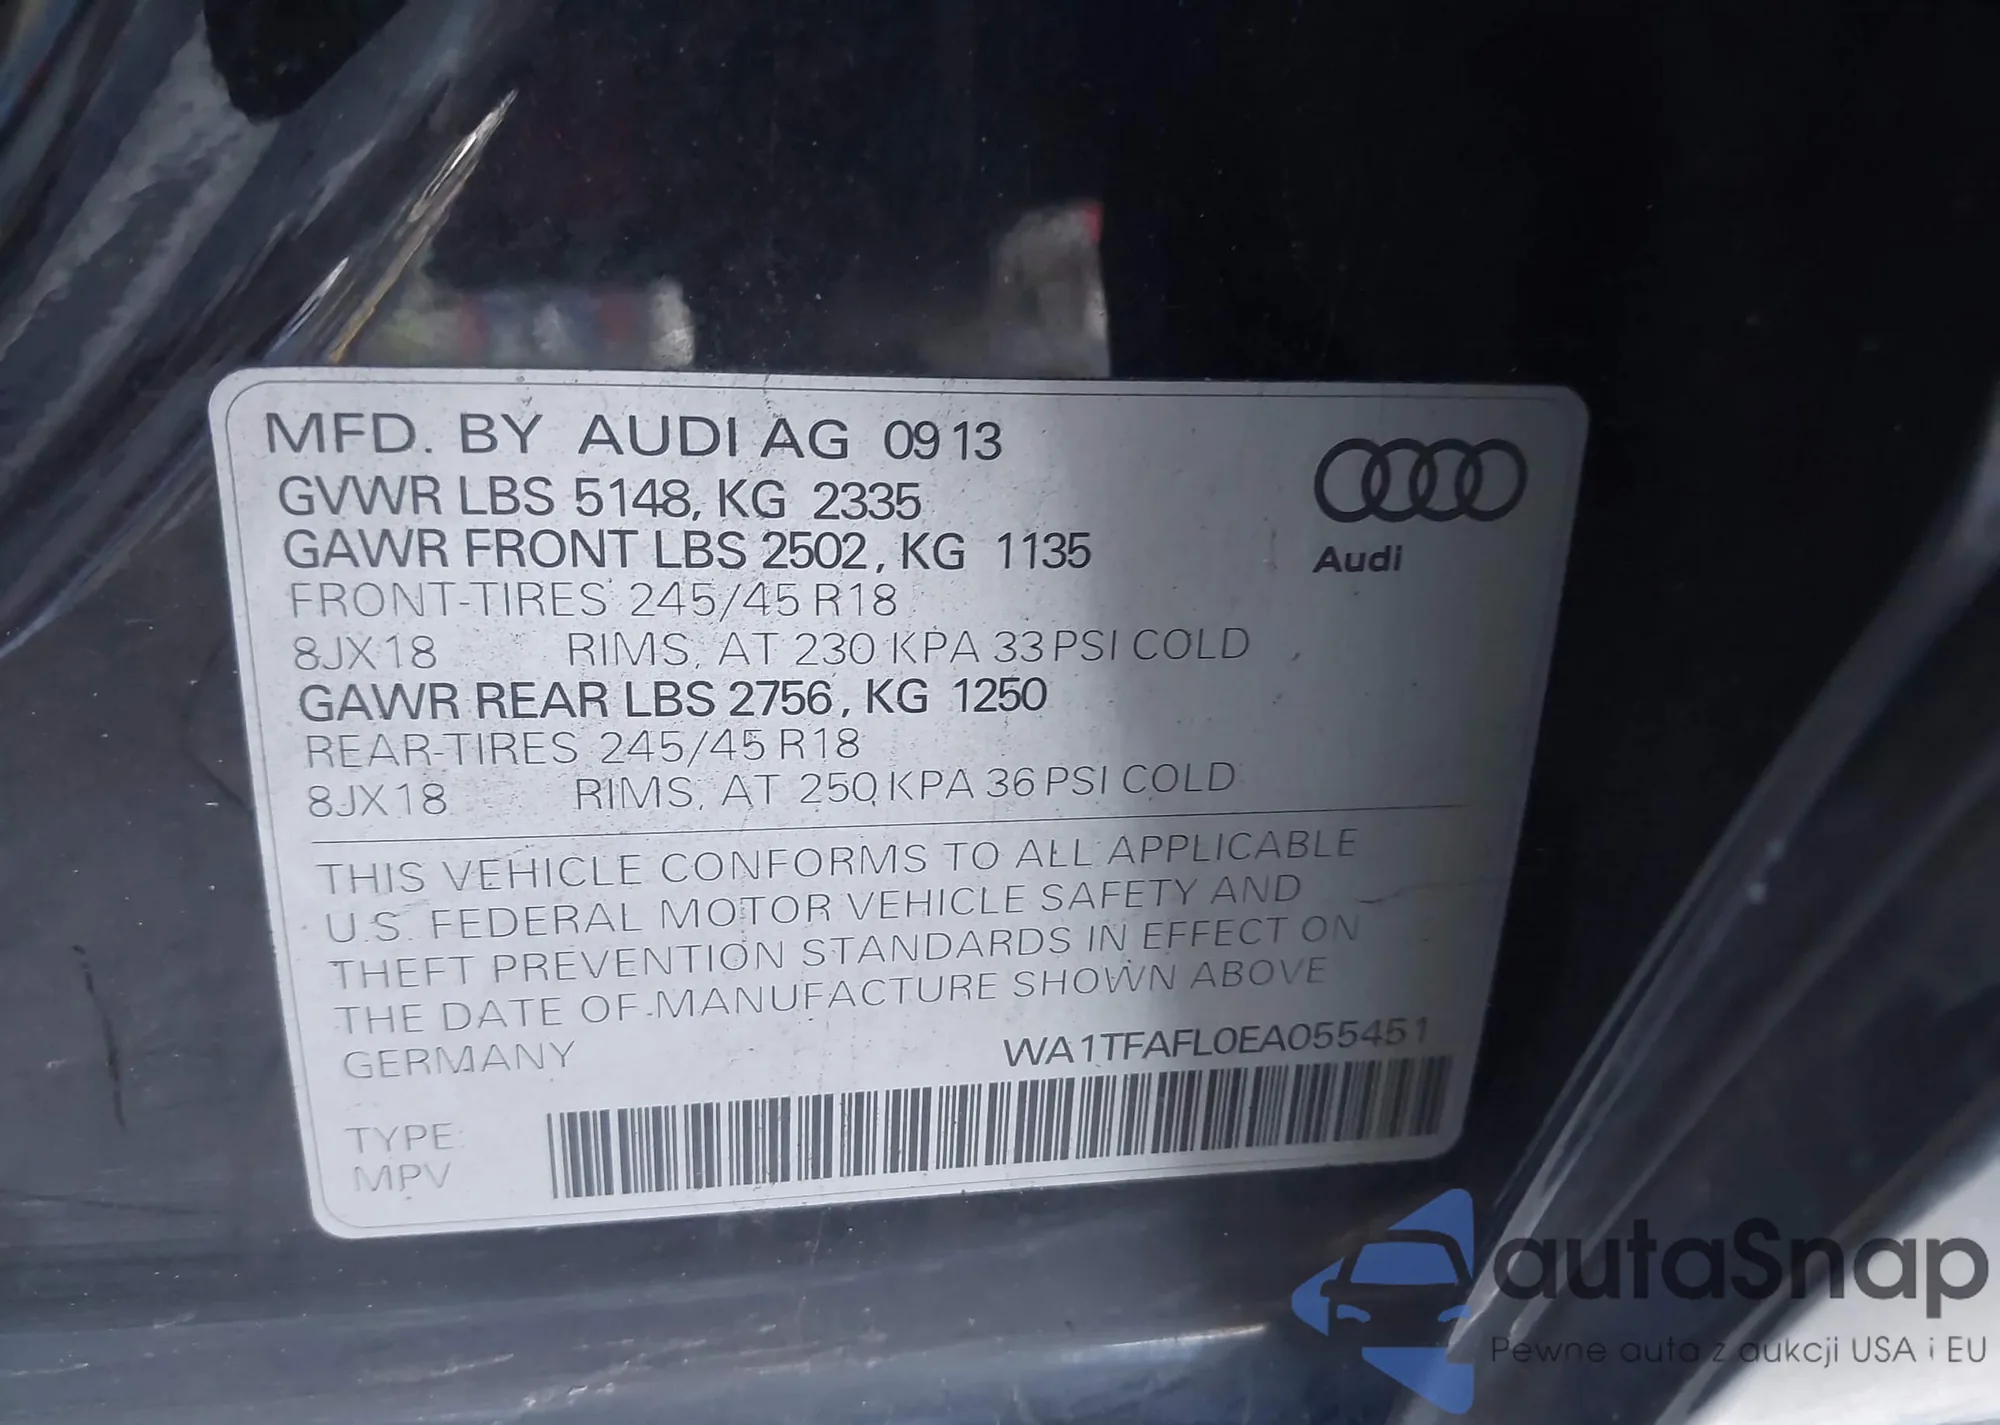 MFD. BY AUDI AG 09 13
GVWR LBS 5148, KG 2335
GAWR FRONT LBS 2502, KG 1135
FRONT-TIRES 245/45 R18
8JX18 RIMS, AT 230 KPA 33 PSI COLD
GAWR REAR LBS 2756, KG 1250
REAR-TIRES 245/45 R18
8JX18 RIMS, AT 250 KPA 36 PSI COLD
Audi
THIS VEHICLE CONFORMS TO ALL APPLICABLE
U.S. FEDERAL MOTOR VEHICLE SAFETY AND
THEFT PREVENTION STANDARDS IN EFFECT ON
THE DATE OF MANUFACTURE SHOWN ABOVE
GERMANY WA1TFAFL0EA055451
TYPE:
MPV
autaSnap
Pewne auta z aukcji USA i EU